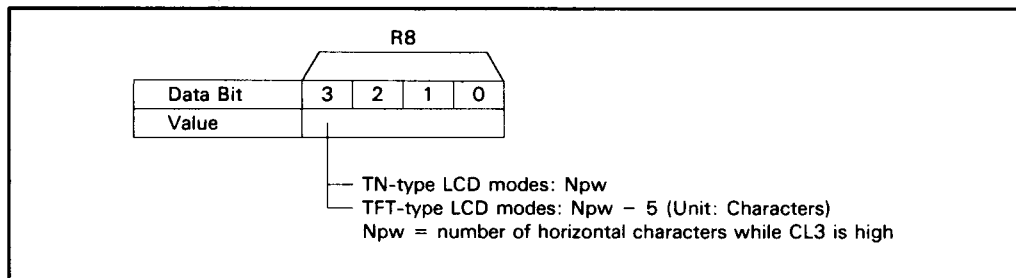 R8
Data Bit 3 2 1 0
Value
TN-type LCD modes: Npw
TFT-type LCD modes: Npw − 5 (Unit: Characters)
Npw = number of horizontal characters while CL3 is high